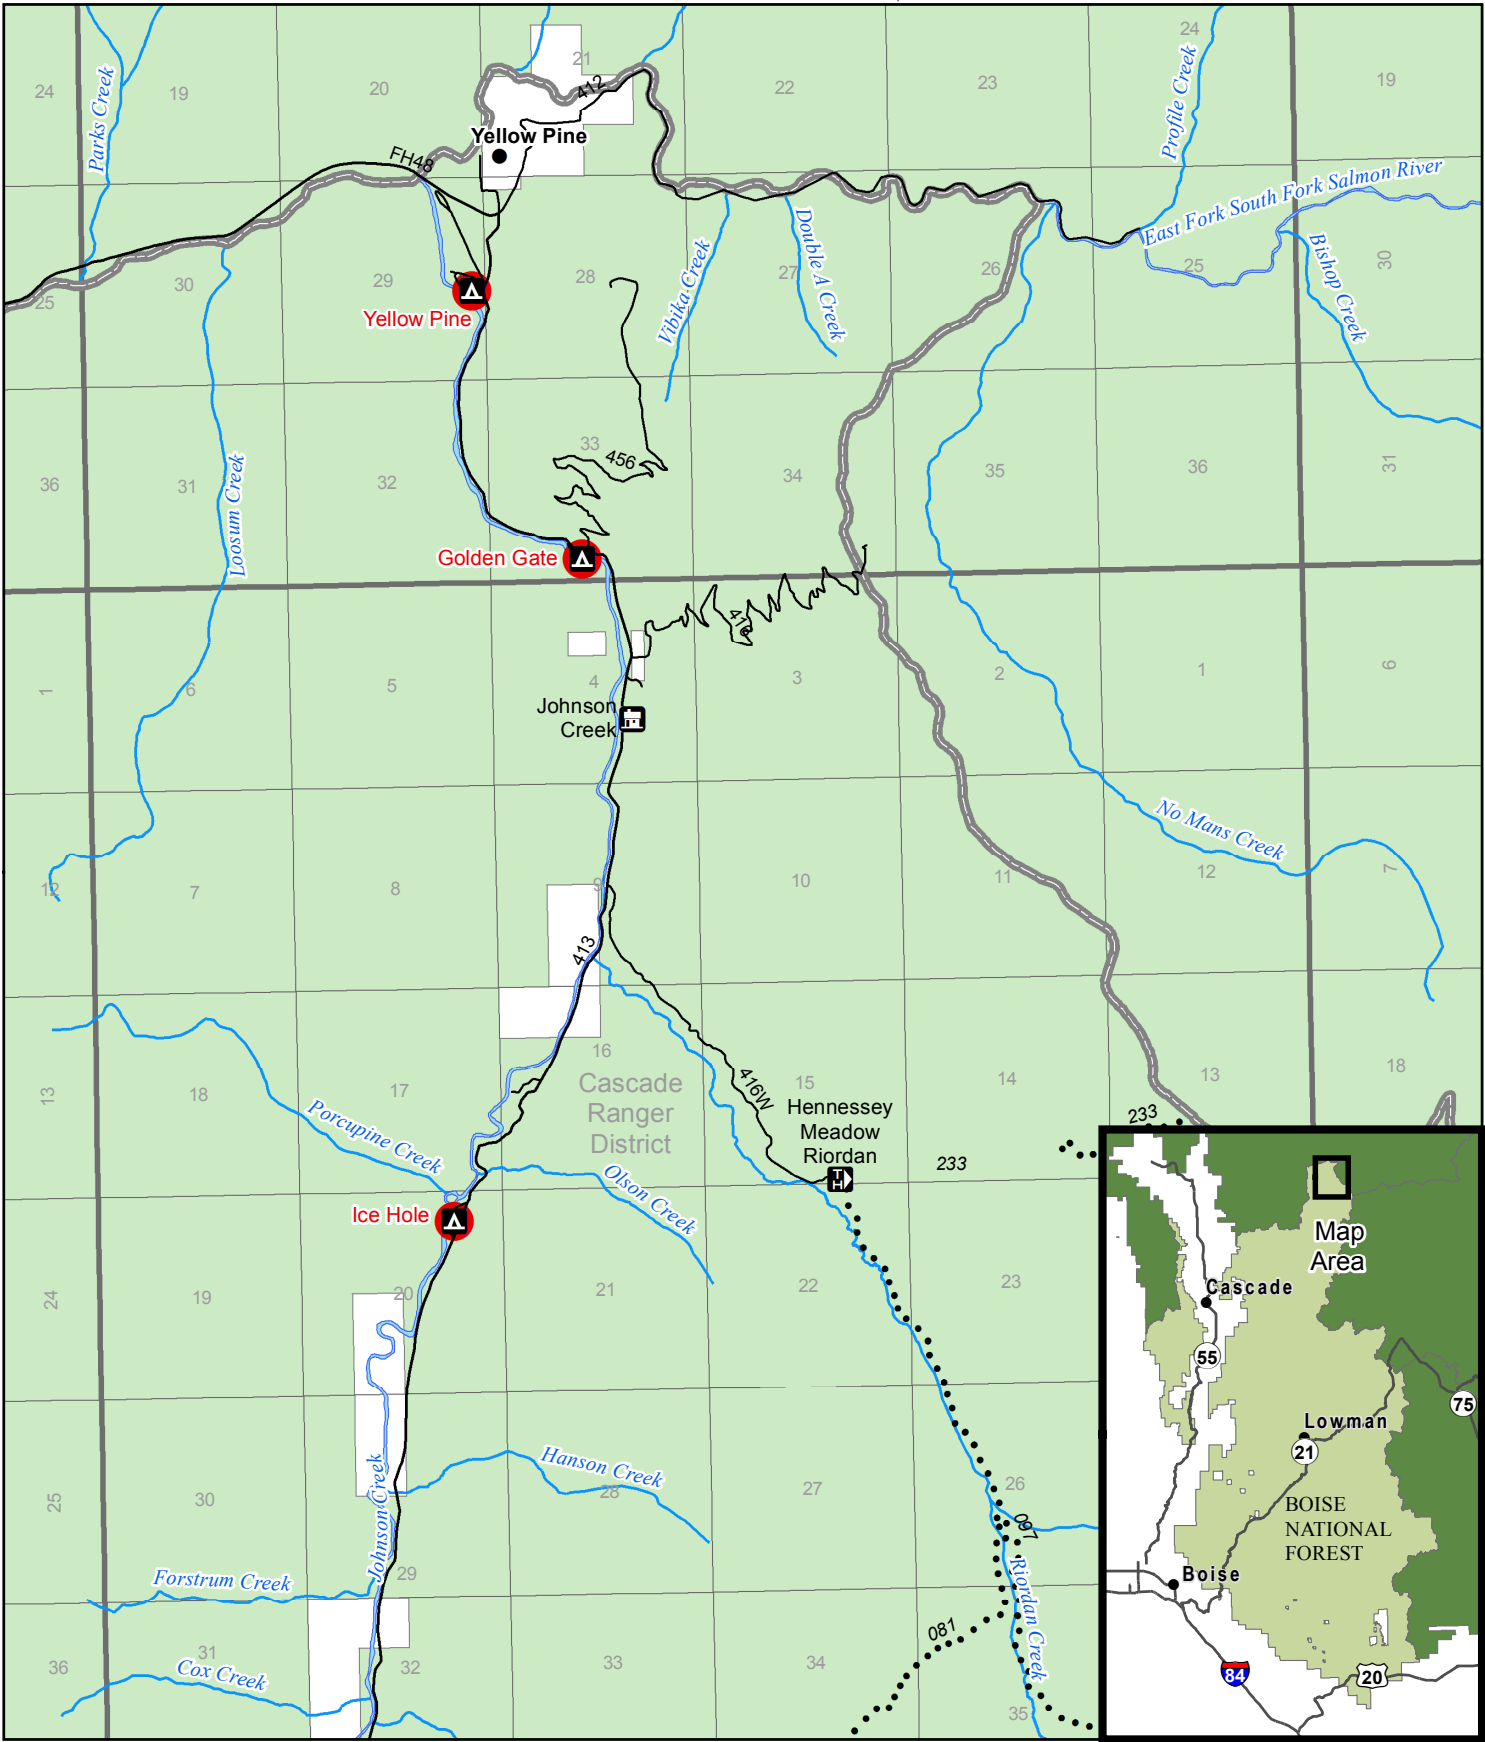 24
19
20
21
22
23
24
19
Parks Creek
412
Profile Creek
Yellow Pine
FH48
East Fork South Fork Salmon River
25
30
29
28
27
26
25
30
Vibika Creek
Double A Creek
Bishop Creek
Yellow Pine
36
31
32
33
456
34
35
36
31
Loosum Creek
Golden Gate
416
1
6
5
4
3
2
1
6
Johnson
Creek
No Mans Creek
12
7
8
9
10
11
12
7
413
13
18
17
16
15
14
13
18
Cascade
Ranger
District
416W
Hennessey
Meadow
Riordan
TH
233
233
Porcupine Creek
Olson Creek
Ice Hole
24
19
20
21
22
23
Hanson Creek
25
30
28
27
26
097
Johnson Creek
Forstrum Creek
29
Riordan Creek
081
36
31
32
33
34
35
Cox Creek
Map
Area
Cascade
55
75
Lowman
21
BOISE
NATIONAL
FOREST
Boise
84
20